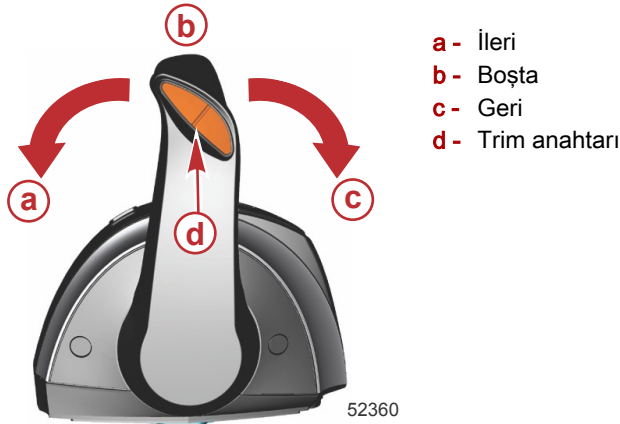 b
a
c
d
52360
a - İleri
b - Boşta
c - Geri
d - Trim anahtarı